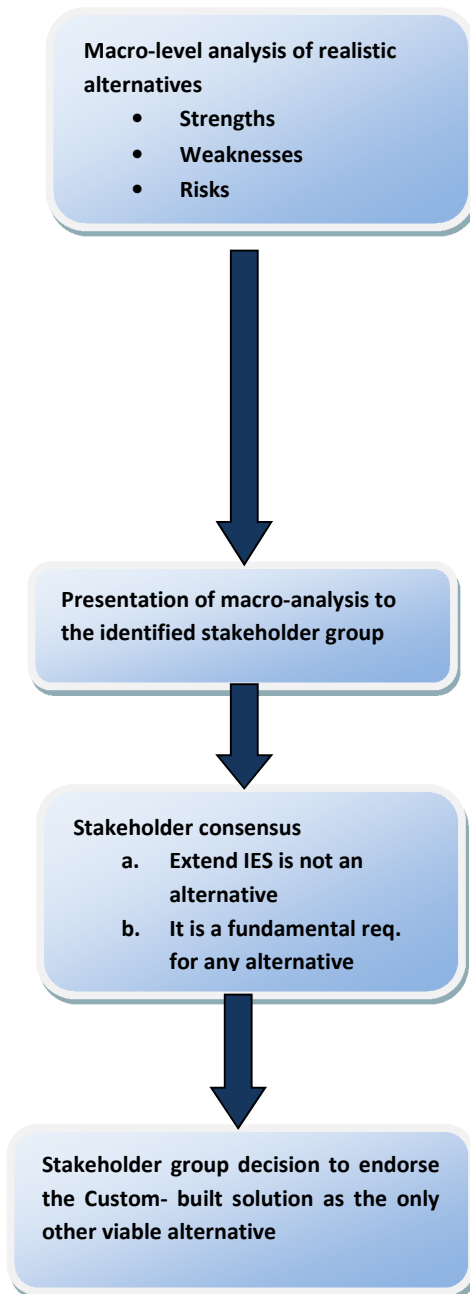 Macro-level analysis of realistic
alternatives
• Strengths
• Weaknesses
• Risks
Presentation of macro-analysis to
the identified stakeholder group
Stakeholder consensus
a. Extend IES is not an
alternative
b. It is a fundamental req.
for any alternative
Stakeholder group decision to endorse
the Custom- built solution as the only
other viable alternative